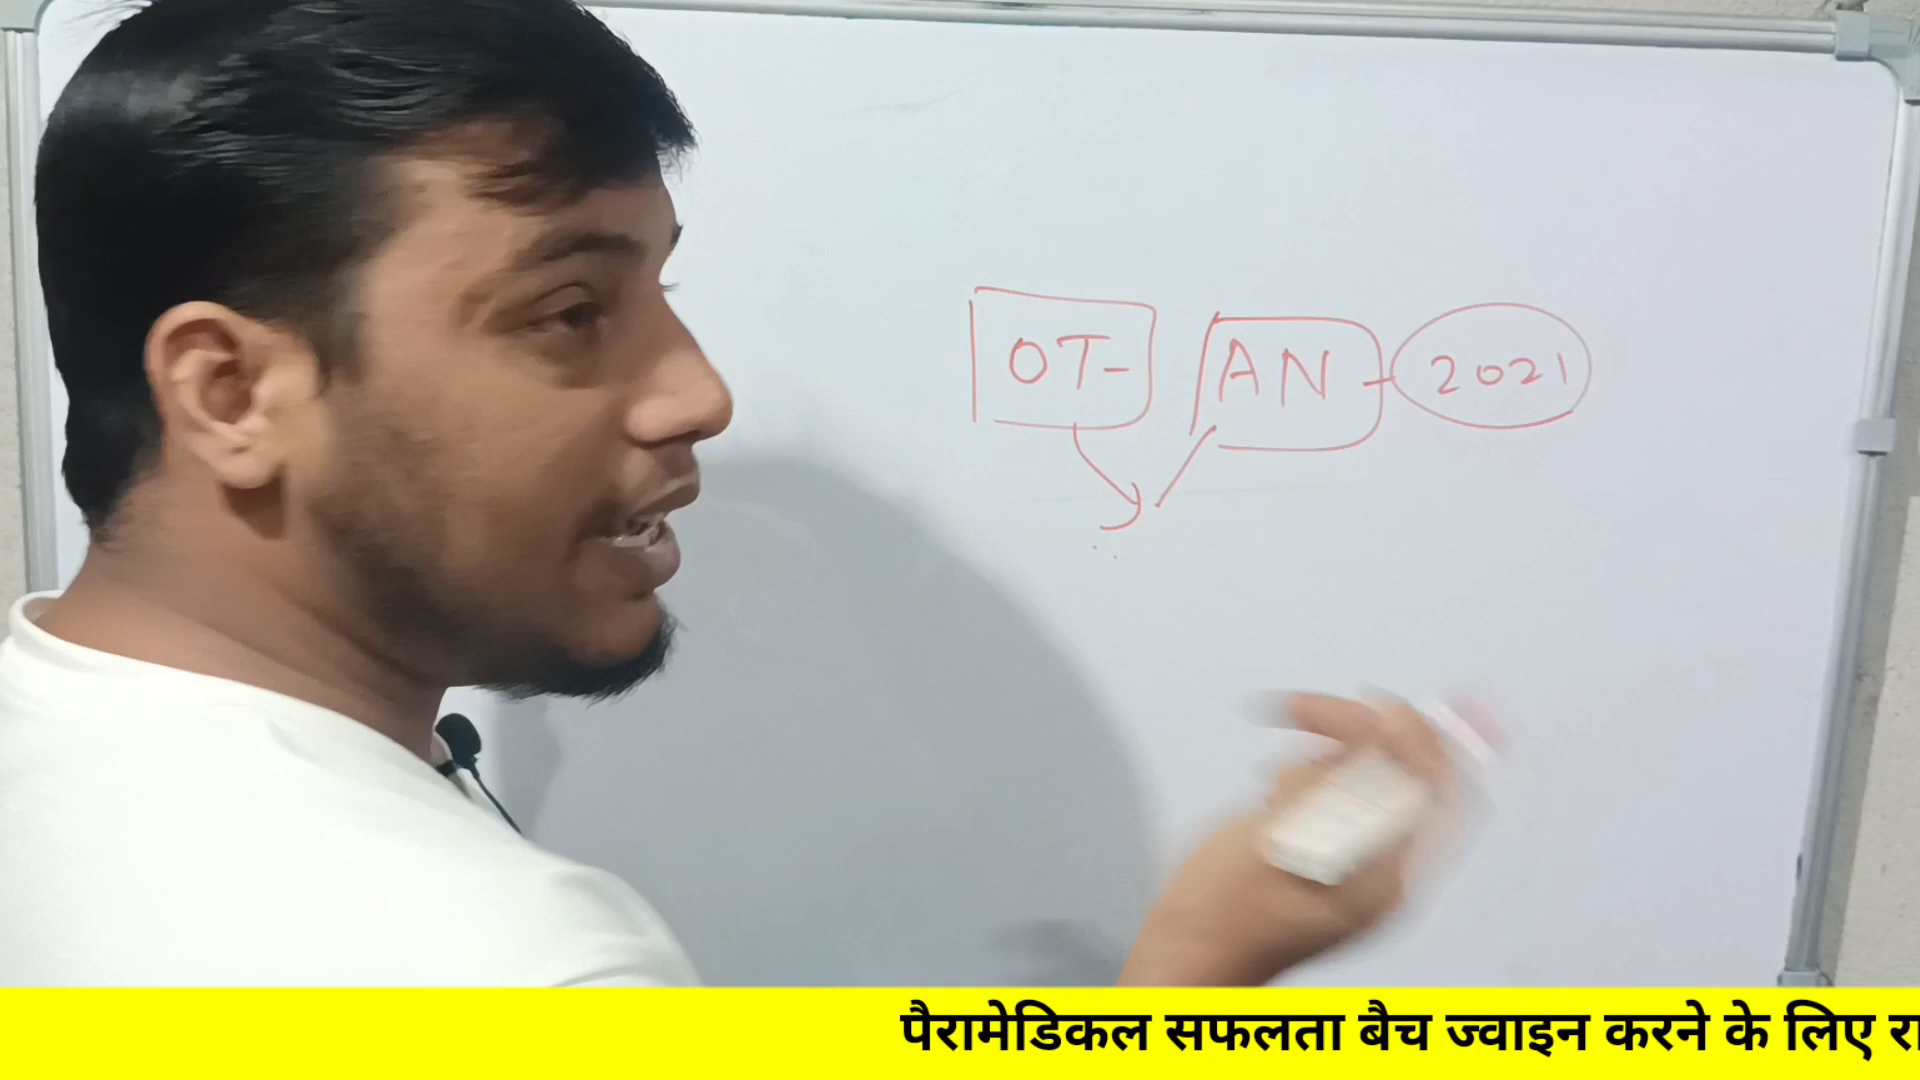 OT- AN - 2021
पैरामेडिकल सफलता बैच ज्वाइन करने के लिए